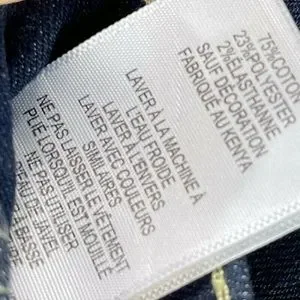 75%COTON
23%POLYESTER
2%ÉLASTHANNE
SAUF DÉCORATION
FABRIQUÉ AU KENYA
LAVER À LA MACHINE À
L'EAU FROIDE
LAVER À L'ENVERS
LAVER AVEC COULEURS
SIMILAIRES
NE PAS LAISSER LE VÊTEMENT
PLIÉ LORSQU'IL EST MOUILLÉ
NE PAS UTILISER
D'EAU DE JAVEL
À BASSE